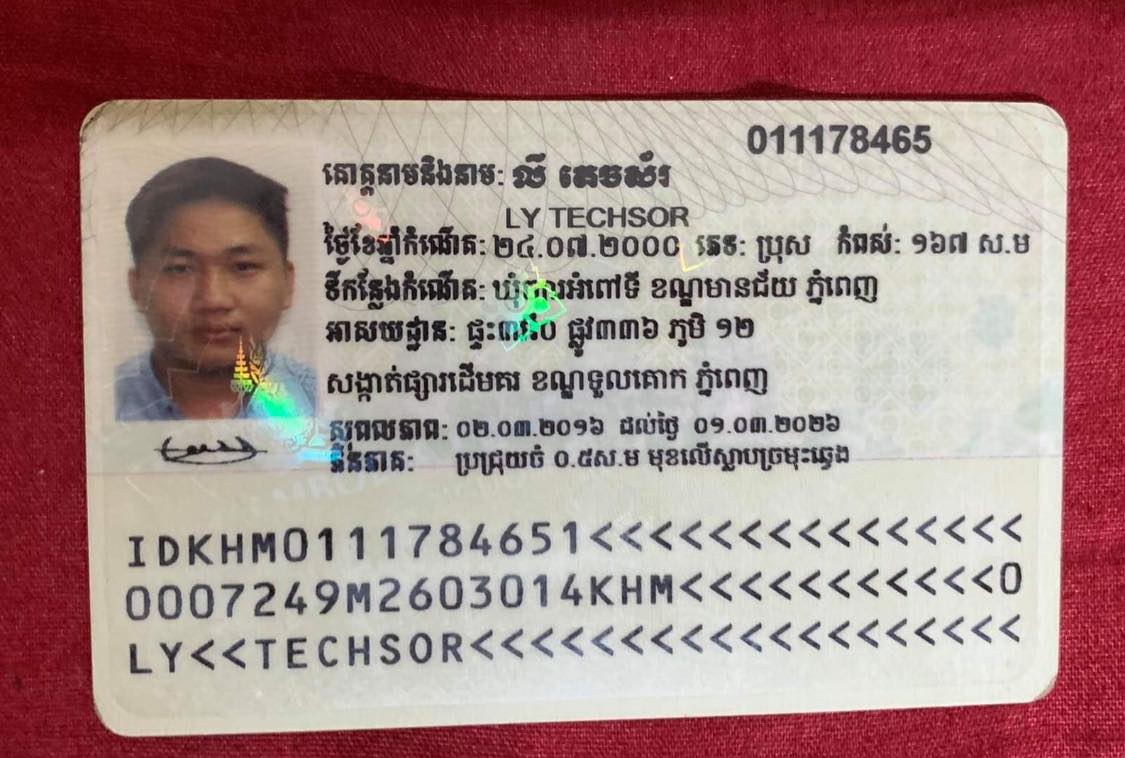 011178465
គោត្តនាមនិងនាម: លី តេចស័រ
LY TECHSOR
ថ្ងៃខែឆ្នាំកំណើត: ២៤.០៧.២០០០ ភេទ: ប្រុស កំពស់: ១៦៧ ស.ម
ទីកន្លែងកំណើត: ឃុំ ខណ្ឌមានជ័យ ភ្នំពេញ
អាសយដ្ឋាន: ផ្លូវ៣៣៦ ភូមិ ១២
សង្កាត់ផ្សារដើមគរ ខណ្ឌទួលគោក ភ្នំពេញ
សុពលភាព: ០២.០៣.២០១៦ ដល់ថ្ងៃ ០១.០៣.២០២៦
ភិនភាគ: ប្រជ្រុយចំ ០.៥ស.ម មុខលើស្លាបច្រមុះឆ្វេង
IDKHM0111784651<<<<<<<<<<<<<<<
0007249M2603014KHM<<<<<<<<<<<0
LY<<TECHSOR<<<<<<<<<<<<<<<<<<<